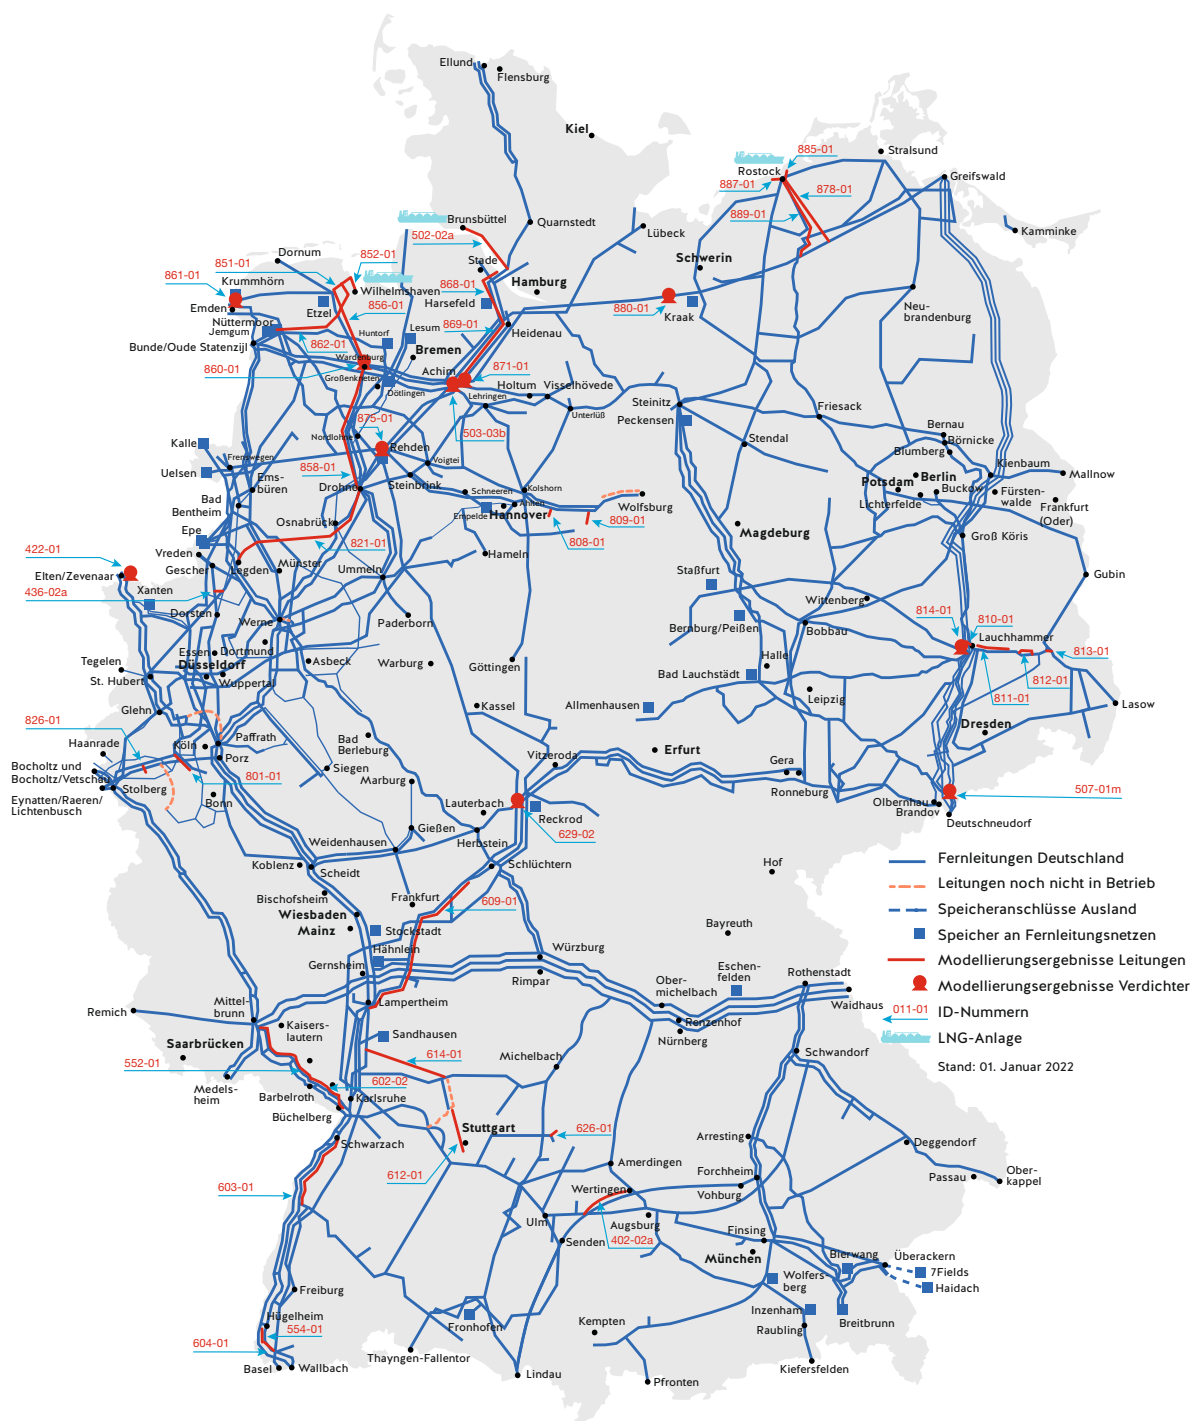 Ellund
Flensburg
Kiel
885-01
Stralsund
Rostock
887-01
878-01
Greifswald
889-01
Brunsbüttel
Quarnstedt
Kamminke
502-02a
Lübeck
Dornum
852-01
Stade
Schwerin
851-01
861-01
Krummhörn
Wilhelmshaven
868-01
Hamburg
Emden
Etzel
856-01
Harsefeld
880-01
Kraak
Neu-
brandenburg
Nüttermoor
Jemgum
Huntorf
Lesum
869-01
Heidenau
Bunde/Oude Statenzijl
862-01
Wardenburg
Bremen
860-01
Großenkneten
Achim
871-01
Dötlingen
Holtum
Visselhövede
Lehringen
Unterlüß
Steinitz
Peckensen
Friesack
875-01
503-03b
Bernau
Kalle
Nordlohne
Rehden
Stendal
Börnicke
Blumberg
Frenswegen
Voigtei
Kienbaum
Uelsen
858-01
Mallnow
Ems-
büren
Drohne
Steinbrink
Schneeren
Kolshorn
Potsdam
Berlin
Buckow
Fürsten-
walde
Bad
Bentheim
Ahlten
Wolfsburg
Lichterfelde
Frankfurt
(Oder)
Empelde
Hannover
Osnabrück
809-01
Epe
821-01
808-01
Magdeburg
Groß Köris
422-01
Vreden
Hameln
Gescher
Legden
Münster
Ummeln
Elten/Zevenaar
Staßfurt
Gubin
436-02a
Xanten
Wittenberg
Dorsten
Werne
Paderborn
Bernburg/Peißen
Bobbau
814-01
810-01
Lauchhammer
Essen
Dortmund
Tegelen
Düsseldorf
Asbeck
Warburg
Göttingen
Halle
813-01
St. Hubert
Wuppertal
Bad Lauchstädt
812-01
Glehn
Kassel
Allmenhausen
Leipzig
811-01
Lasow
826-01
Dresden
Haanrade
Köln
Paffrath
Bad
Berleburg
Erfurt
Bocholtz und
Bocholtz/Vetschau
Porz
Siegen
Vitzeroda
Gera
801-01
Marburg
Ronneburg
507-01m
Stolberg
Bonn
Eynatten/Raeren/
Lichtenbusch
Lauterbach
Olbernhau
Brandov
Reckrod
Deutschneudorf
Gießen
629-02
Weidenhausen
Herbstein
Koblenz
Scheidt
Schlüchtern
Hof
Bischofsheim
Frankfurt
609-01
Wiesbaden
Mainz
Stockstadt
Bayreuth
Hähnlein
Würzburg
Gernsheim
Eschen-
felden
Rothenstadt
Rimpar
Ober-
michelbach
Lampertheim
Waidhaus
Remich
Mittel-
brunn
Renzenhof
Nürnberg
Kaisers-
lautern
Sandhausen
Saarbrücken
614-01
Michelbach
Schwandorf
552-01
602-02
Medels-
heim
Barbelroth
Karlsruhe
Büchelberg
Stuttgart
626-01
Schwarzach
Arresting
Deggendorf
612-01
Amerdingen
Forchheim
Passau
Ober-
kappel
603-01
Wertingen
Vohburg
Ulm
Augsburg
Finsing
402-02a
Senden
München
Bierwang
Überackern
7Fields
Wolfers
berg
Haidach
Freiburg
Hügelheim
Fronhofen
Inzenham
Breitbrunn
554-01
Kempten
Raubling
604-01
Thayngen-Fallentor
Basel
Wallbach
Lindau
Kiefersfelden
Pfronten
Fernleitungen Deutschland
Leitungen noch nicht in Betrieb
Speicheranschlüsse Ausland
Speicher an Fernleitungsnetzen
Modellierungsergebnisse Leitungen
Modellierungsergebnisse Verdichter
011-01
ID-Nummern
LNG-Anlage
Stand: 01. Januar 2022